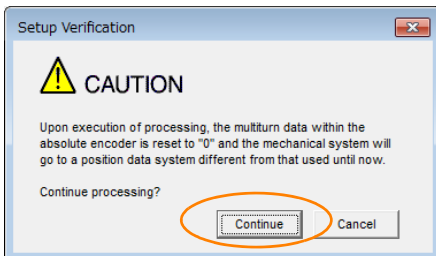 Setup Verification
CAUTION
Upon execution of processing, the multiturn data within the
absolute encoder is reset to "0" and the mechanical system will
go to a position data system different from that used until now.
Continue processing?
Continue Cancel